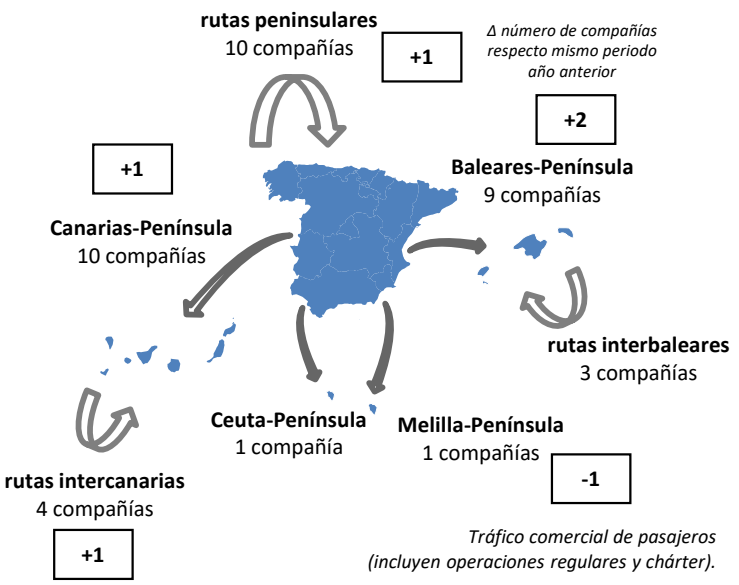 rutas peninsulares
10 compañías
+1
Δ número de compañías
respecto mismo periodo
año anterior
+2
Baleares-Península
9 compañías
+1
Canarias-Península
10 compañías
rutas interbaleares
3 compañías
Ceuta-Península
1 compañía
Melilla-Península
1 compañías
-1
rutas intercanarias
4 compañías
+1
Tráfico comercial de pasajeros
(incluyen operaciones regulares y chárter).